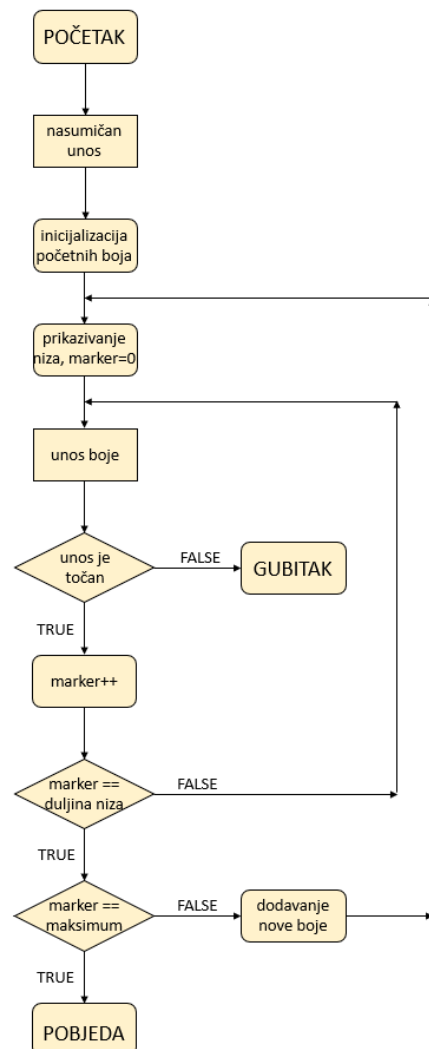 POČETAK
nasumičan
unos
inicijalizacija
početnih boja
prikazivanje
niza, marker=0
unos boje
unos je
točan
FALSE
GUBITAK
TRUE
marker++
marker ==
duljina niza
FALSE
TRUE
marker ==
maksimum
FALSE
dodavanje
nove boje
TRUE
POBJEDA